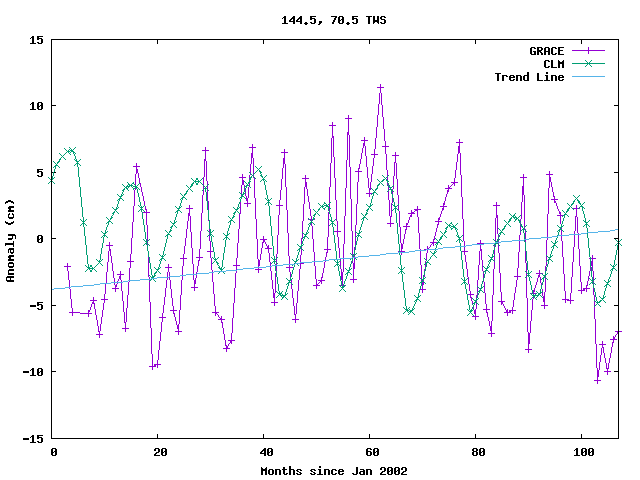 144.5, 70.5 TWS
GRACE
CLM
Trend Line
15
10
5
0
-5
-10
-15
Anomaly (cm)
0 20 40 60 80 100
Months since Jan 2002